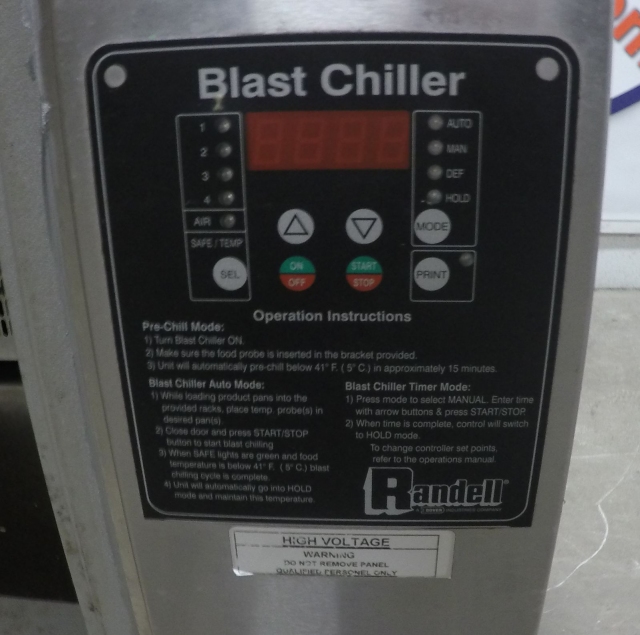 Blast Chiller
1
2
3
4
AIR
SAFE / TEMP
SEL
AUTO
MAN
DEF
HOLD
MODE
ON
OFF
START
STOP
PRINT
Operation Instructions
Pre-Chill Mode:
1) Turn Blast Chiller ON.
2) Make sure the food probe is inserted in the bracket provided.
3) Unit will automatically pre-chill below 41° F. ( 5° C.) in approximately 15 minutes.
Blast Chiller Auto Mode:
1) While loading product pans into the
provided racks, place temp. probe(s) in
desired pan(s).
2) Close door and press START/STOP
button to start blast chilling
3) When SAFE lights are green and food
temperature is below 41° F. ( 5° C.) blast
chilling cycle is complete.
4) Unit will automatically go into HOLD
mode and maintain this temperature.
Blast Chiller Timer Mode:
1) Press mode to select MANUAL. Enter time
with arrow buttons & press START/STOP
2) When time is complete, control will switch
to HOLD mode.
To change controller set points,
refer to the operations manual.
Randell
HIGH VOLTAGE
WARNING
DO NOT REMOVE PANEL
QUALIFIED PERSONEL ONLY